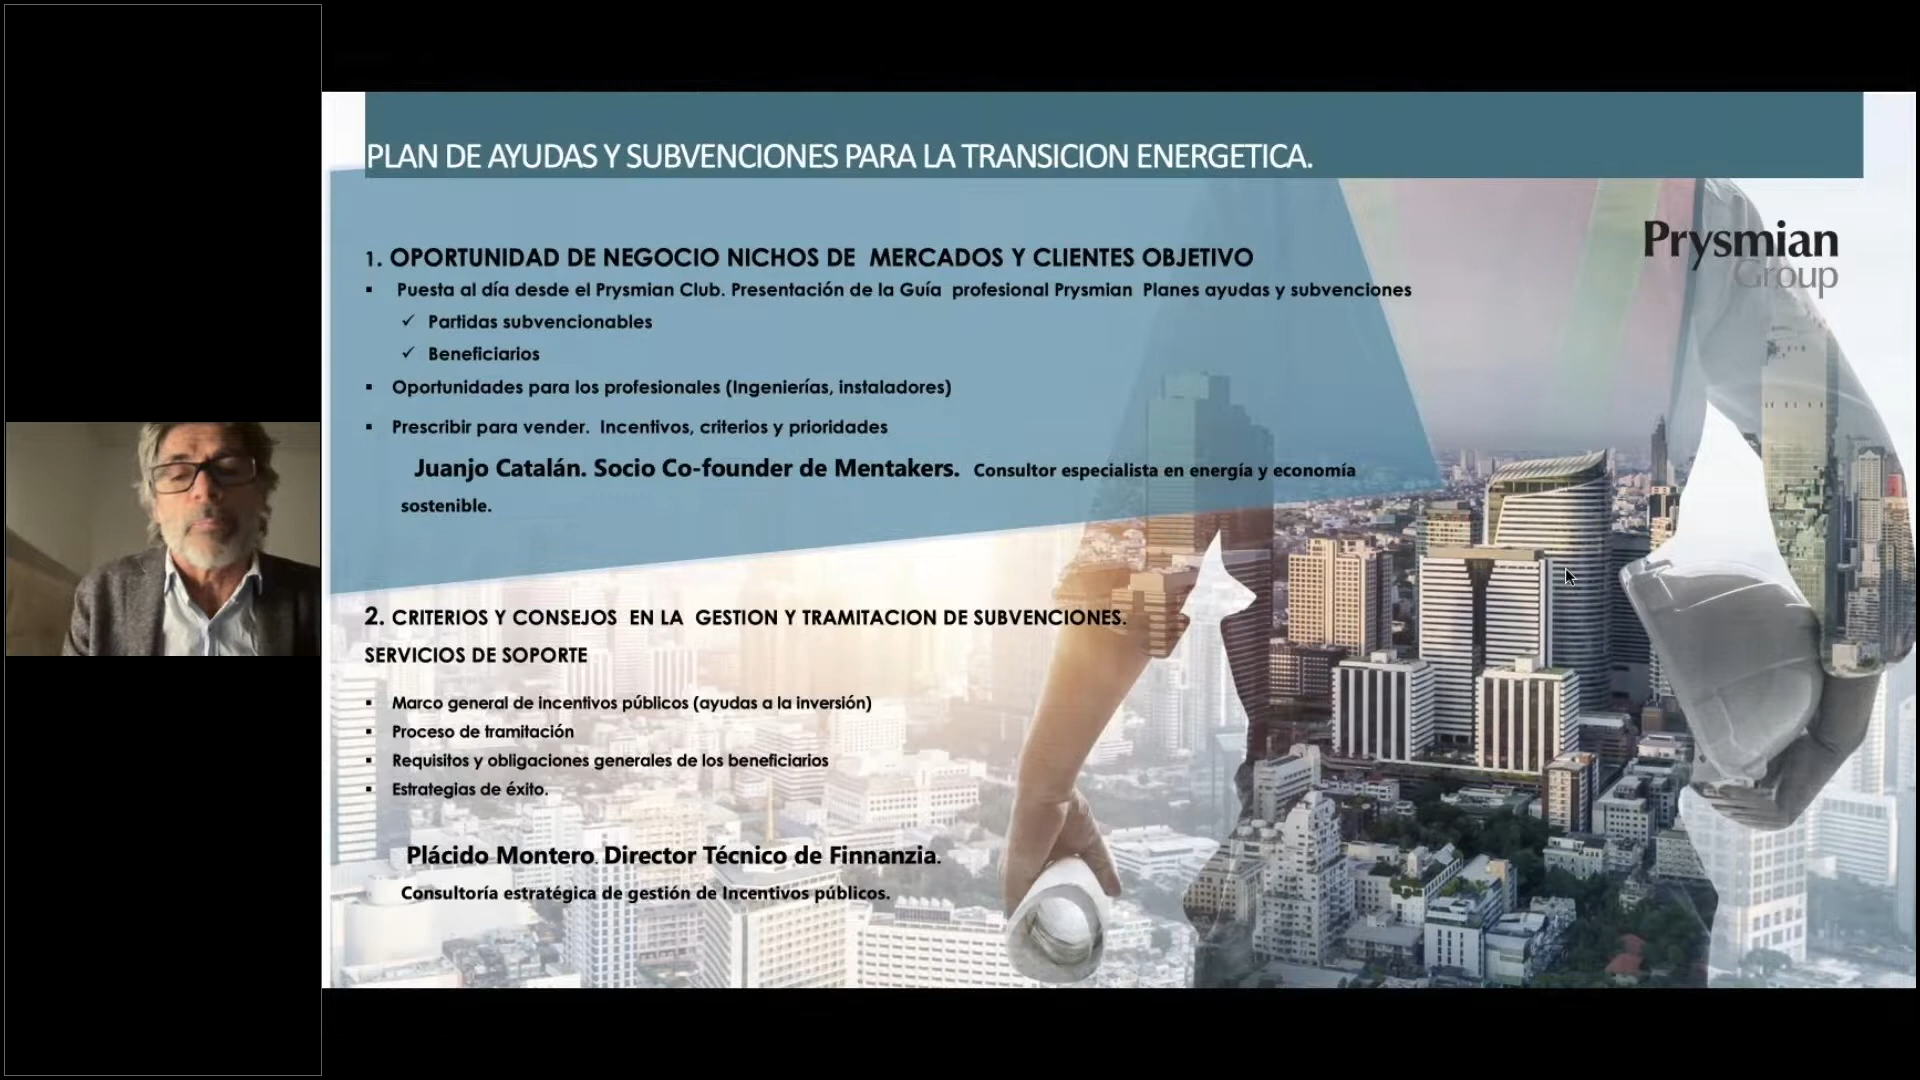 PLAN DE AYUDAS Y SUBVENCIONES PARA LA TRANSICION ENERGETICA.
Prysmian
Group
1. OPORTUNIDAD DE NEGOCIO NICHOS DE MERCADOS Y CLIENTES OBJETIVO
▪ Puesta al día desde el Prysmian Club. Presentación de la Guía profesional Prysmian Planes ayudas y subvenciones
✓ Partidas subvencionables
✓ Beneficiarios
▪ Oportunidades para los profesionales (Ingenierías, instaladores)
▪ Prescribir para vender. Incentivos, criterios y prioridades
Juanjo Catalán. Socio Co-founder de Mentakers. Consultor especialista en energía y economía
sostenible.
2. CRITERIOS Y CONSEJOS EN LA GESTION Y TRAMITACION DE SUBVENCIONES.
SERVICIOS DE SOPORTE
▪ Marco general de incentivos públicos (ayudas a la inversión)
▪ Proceso de tramitación
▪ Requisitos y obligaciones generales de los beneficiarios
▪ Estrategias de éxito.
Plácido Montero. Director Técnico de Finnanzia.
Consultoría estratégica de gestión de Incentivos públicos.